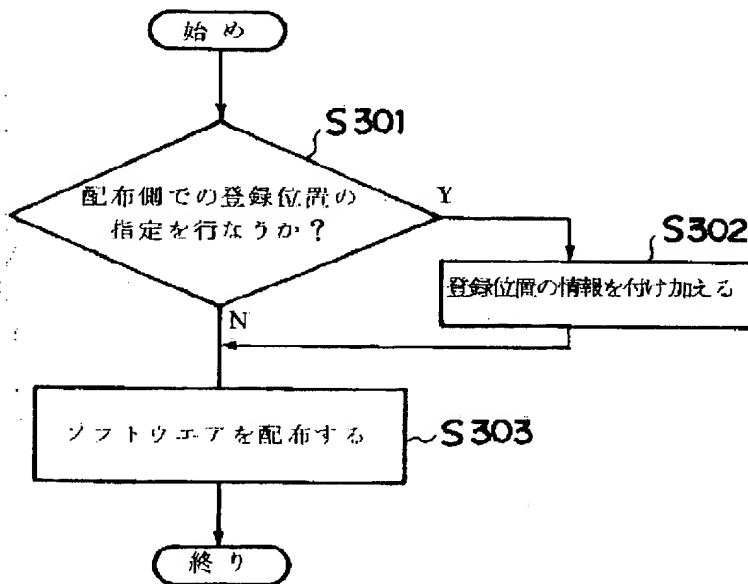 始め
S301
配布側での登録位置の
指定を行なうか？
Y
S302
登録位置の情報を付け加える
N
ソフトウエアを配布する
S303
終り